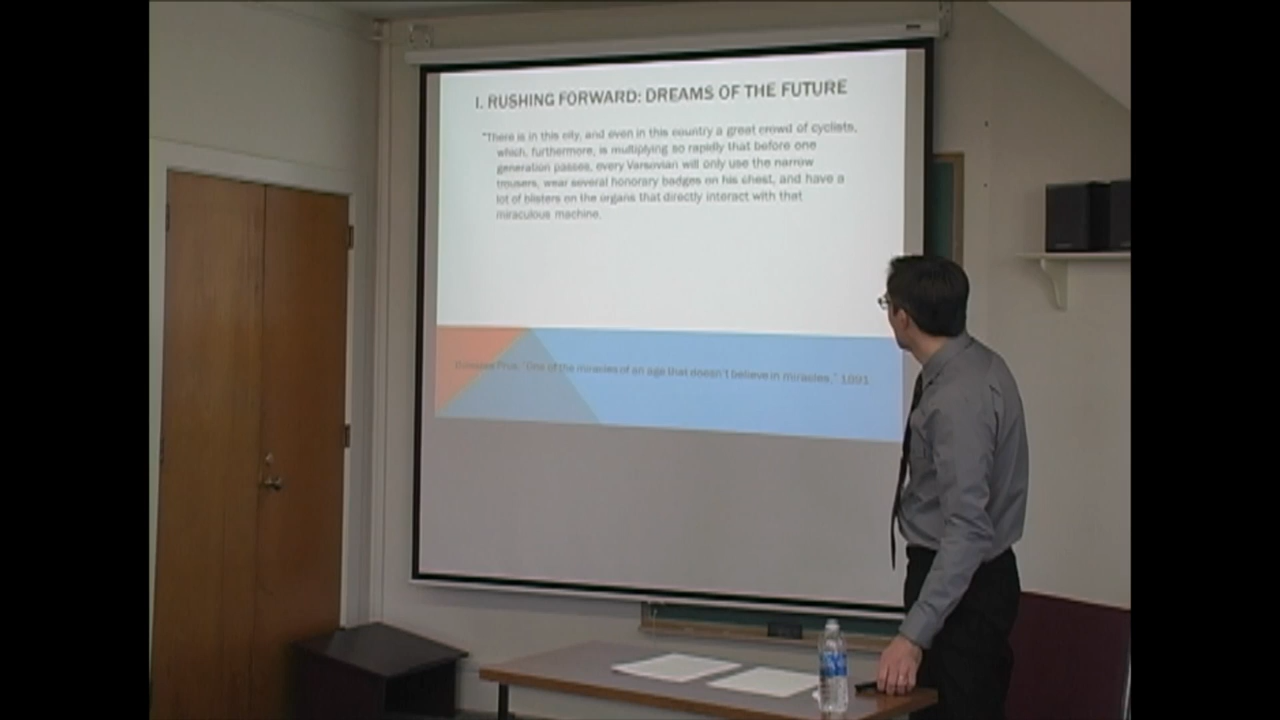 I. RUSHING FORWARD: DREAMS OF THE FUTURE
"There is in this city, and even in this country a great crowd of cyclists,
which, furthermore, is multiplying so rapidly that before one
generation passes, every Varsovian will only use the narrow
trousers, wear several honorary badges on his chest, and have a
lot of blisters on the organs that directly interact with that
miraculous machine.
Prus. "One of the miracles of an age that doesn't believe in miracles." 1891